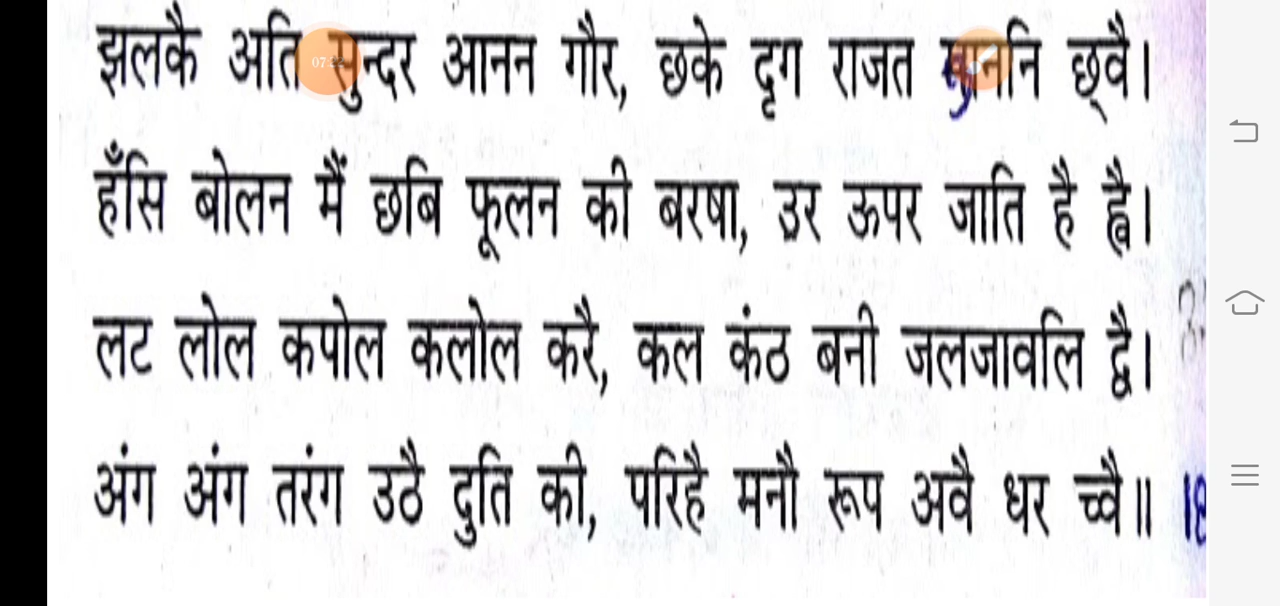 झलकै अति सुन्दर आनन गौर, छके दृग राजत काननि छ्वै।
हँसि बोलन मैं छबि फूलन की बरषा, उर ऊपर जाति है ह्वै।
लट लोल कपोल कलोल करै, कल कंठ बनी जलजावलि द्वै।
अंग अंग तरंग उठै दुति की, परिहै मनौ रूप अवै धर च्वै॥